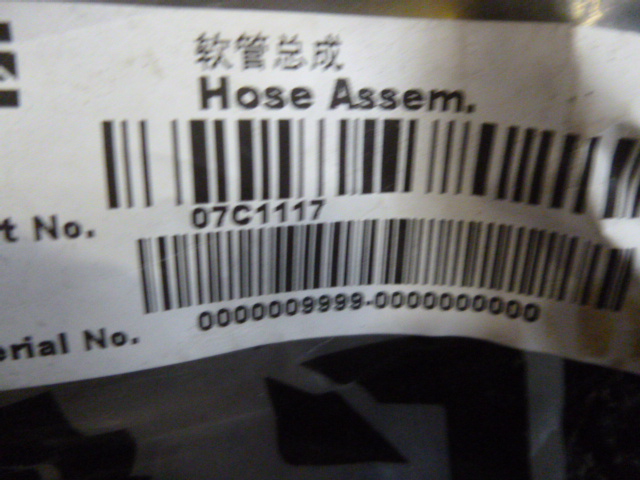 软管总成
Hose Assem.
t No. 07C1117
erial No. 0000009999-0000000000